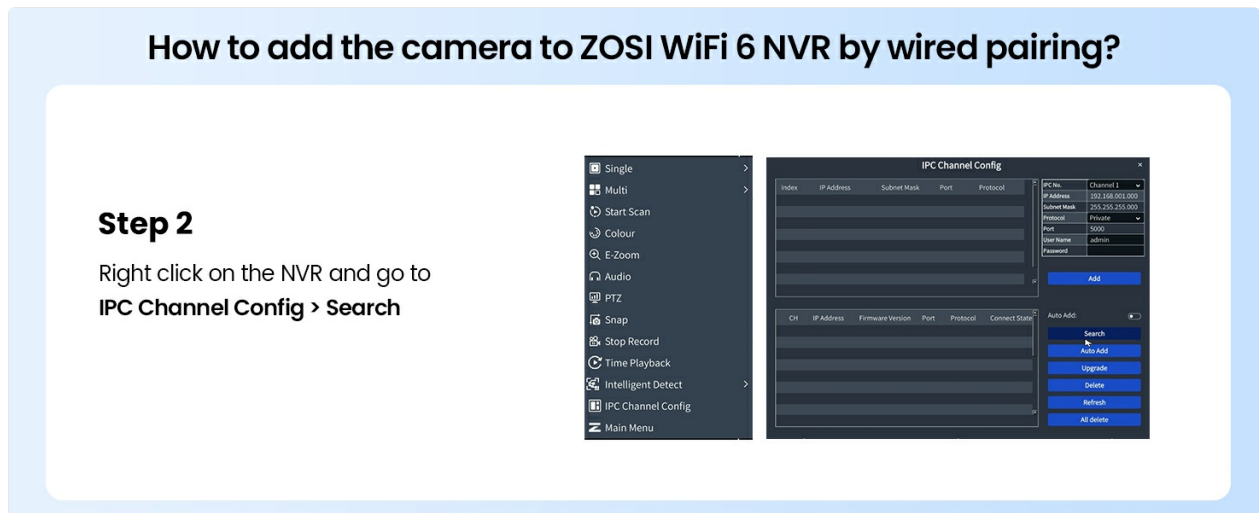 How to add the camera to ZOSI WiFi 6 NVR by wired pairing?
Step 2
Right click on the NVR and go to
IPC Channel Config > Search
Single
Multi
Start Scan
Colour
E-Zoom
Audio
PTZ
Snap
Stop Record
Time Playback
Intelligent Detect
IPC Channel Config
Main Menu
IPC Channel Config
Index IP Address Subnet Mask Port Protocol
IPC No. Channel 1
IP Address 192.168.001.000
Subnet Mask 255.255.255.000
Protocol Private
Port 5000
User Name admin
Password
Add
CH IP Address Firmware Version Port Protocol Connect State
Auto Add:
Search
Auto Add
Upgrade
Delete
Refresh
All delete